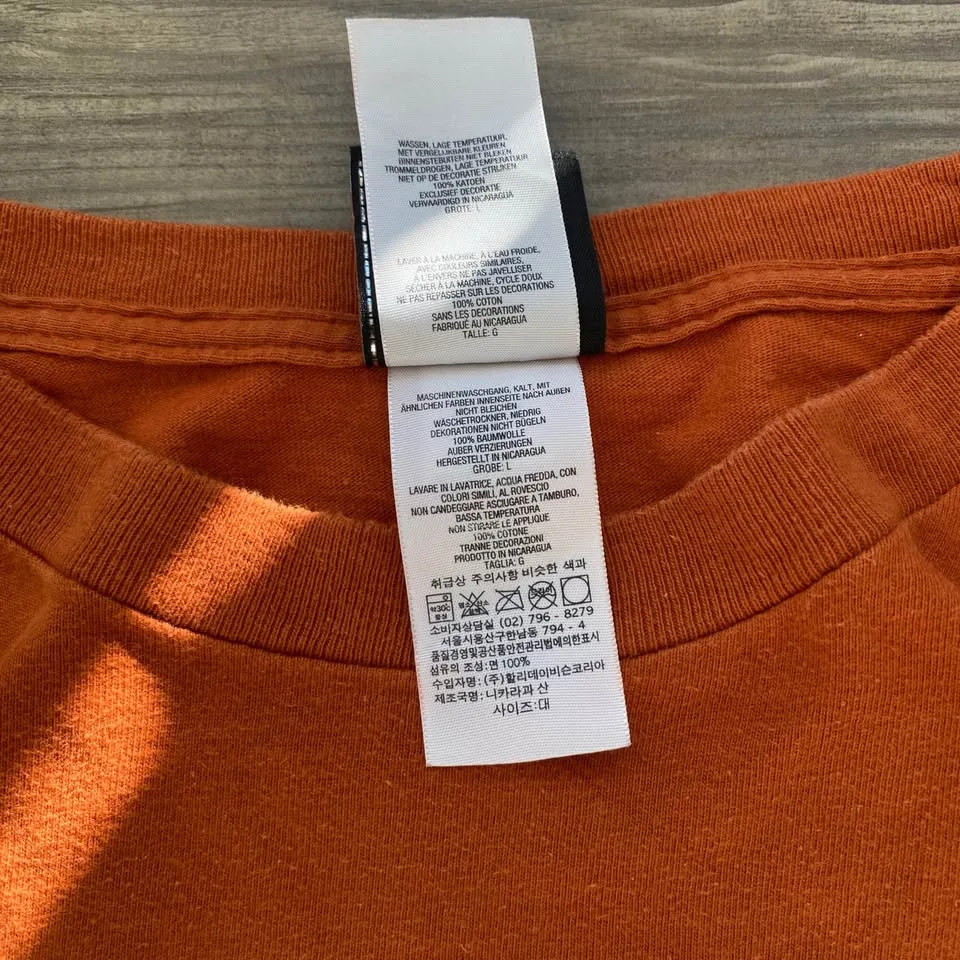 WASSEN, LAGE TEMPERATUUR,
MET VERGELIJKBARE KLEUREN
BINNENSTEBUITEN NIET BLEKEN
TROMMELDROGEN, LAGE TEMPERATUUR
NIET OP DE DECORATIE STRIJKEN
100% KATOEN
EXCLUSIEF DECORATIE
VERVAARDIGD IN NICARAGUA
GROTE: L
LAVER À LA MACHINE, À L'EAU FROIDE,
AVEC COULEURS SIMILAIRES,
À L'ENVERS NE PAS JAVELLISER
SÉCHER À LA MACHINE, CYCLE DOUX
NE PAS REPASSER SUR LES DECORATIONS
100% COTON
SANS LES DECORATIONS
FABRIQUÉ AU NICARAGUA
TALLE: G
MASCHINENWASCHGANG, KALT, MIT
ÄHNLICHEN FARBEN INNENSEITE NACH AUßEN
NICHT BLEICHEN
WÄSCHETROCKNER, NIEDRIG
DEKORATIONEN NICHT BÜGELN
100% BAUMWOLLE
AUßER VERZIERUNGEN
HERGESTELLT IN NICARAGUA
GROBE: L
LAVARE IN LAVATRICE, ACQUA FREDDA, CON
COLORI SIMILI, AL ROVESCIO
NON CANDEGGIARE ASCIUGARE A TAMBURO,
BASSA TEMPERATURA
NON STIRARE LE APPLIQUE
100% COTONE
TRANNE DECORAZIONI
PRODOTTO IN NICARAGUA
TAGLIA: G
취급상 주의사항 비슷한 색과
약30℃
소비자상담실 (02) 796 - 8279
서울시용산구한남동 794 - 4
품질경영및공산품안전관리법에의한표시
섬유의 조성:면 100%
수입자명:(주)할리데이비슨코리아
제조국명:니카라과 산
사이즈:대